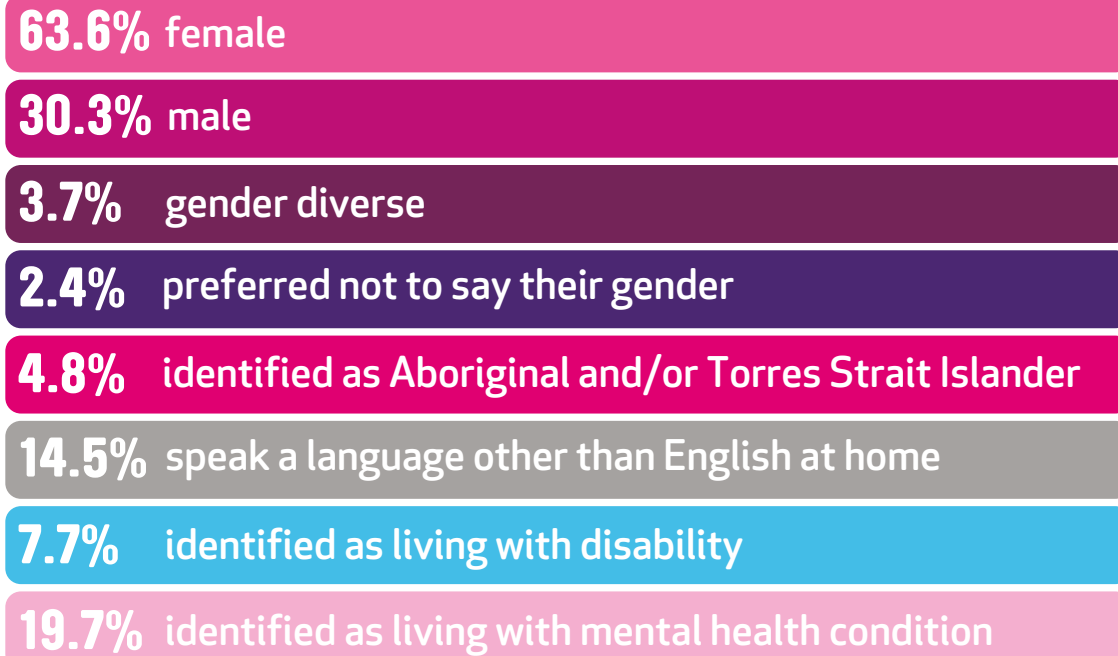 63.6% female
30.3% male
3.7% gender diverse
2.4% preferred not to say their gender
4.8% identified as Aboriginal and/or Torres Strait Islander
14.5% speak a language other than English at home
7.7% identified as living with disability
19.7% identified as living with mental health condition